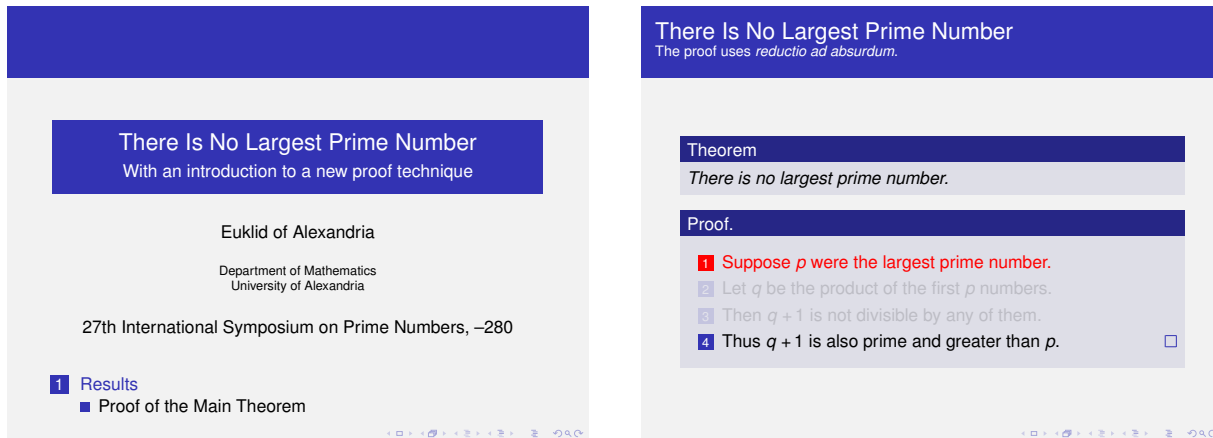 There Is No Largest Prime Number
With an introduction to a new proof technique
Euklid of Alexandria
Department of Mathematics
University of Alexandria
27th International Symposium on Prime Numbers, –280
1 Results
Proof of the Main Theorem
There Is No Largest Prime Number
The proof uses reductio ad absurdum.
Theorem
There is no largest prime number.
Proof.
1 Suppose p were the largest prime number.
2 Let q be the product of the first p numbers.
3 Then q + 1 is not divisible by any of them.
4 Thus q + 1 is also prime and greater than p.